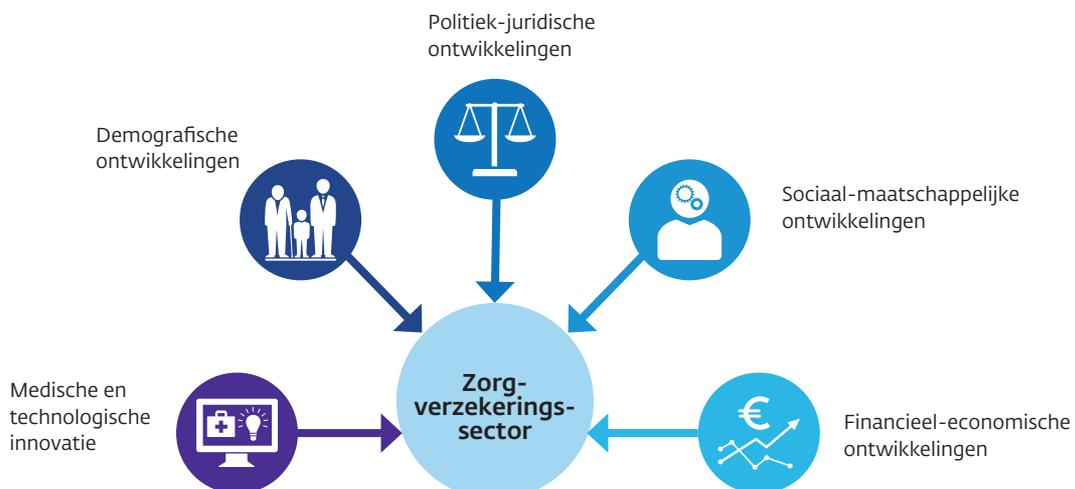 Politiek-juridische
ontwikkelingen
Demografische
ontwikkelingen
Sociaal-maatschappelijke
ontwikkelingen
Medische en
technologische
innovatie
Zorg-
verzekerings-
sector
€
Financieel-economische
ontwikkelingen